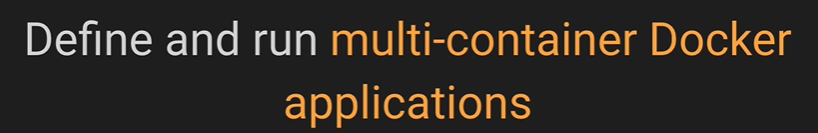 Define and run multi-container Docker
applications